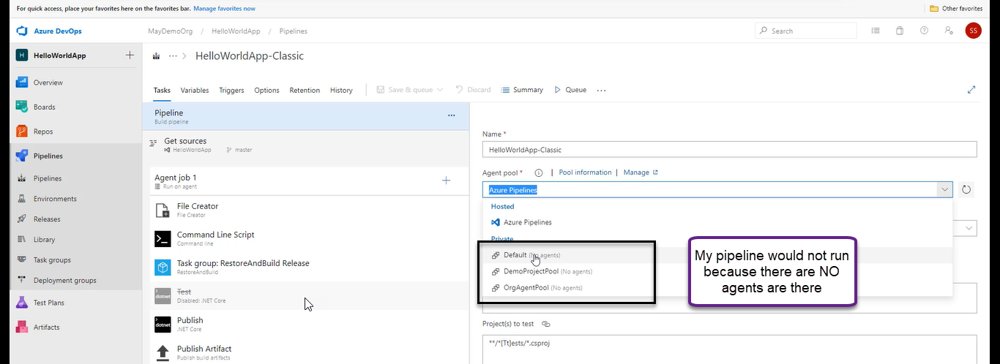 For quick access, place your favorites here on the favorites bar. Manage favorites now
Other favorites
Azure DevOps
MayDemoOrg / HelloWorldApp / Pipelines
Search
SS
H HelloWorldApp
HelloWorldApp-Classic
Overview
Boards
Repos
Pipelines
Pipelines
Environments
Releases
Library
Task groups
Deployment groups
Test Plans
Artifacts
Tasks Variables Triggers Options Retention History Save & queue Discard Summary Queue
Pipeline
Build pipeline
Get sources
HelloWorldApp master
Agent job 1
Run on agent
File Creator
File Creator
Command Line Script
Command line
Task group: RestoreAndBuild Release
RestoreAndBuild
dotnet Test
Disabled: .NET Core
dotnet Publish
.NET Core
Publish Artifact
Publish build artifacts
Name *
HelloWorldApp-Classic
Agent pool * | Pool information | Manage
Azure Pipelines
Hosted
Azure Pipelines
Private
Default (No agents)
DemoProjectPool (No agents)
OrgAgentPool (No agents)
My pipeline would not run
because there are NO
agents are there
Project(s) to test
**/*[Tt]ests/*.csproj